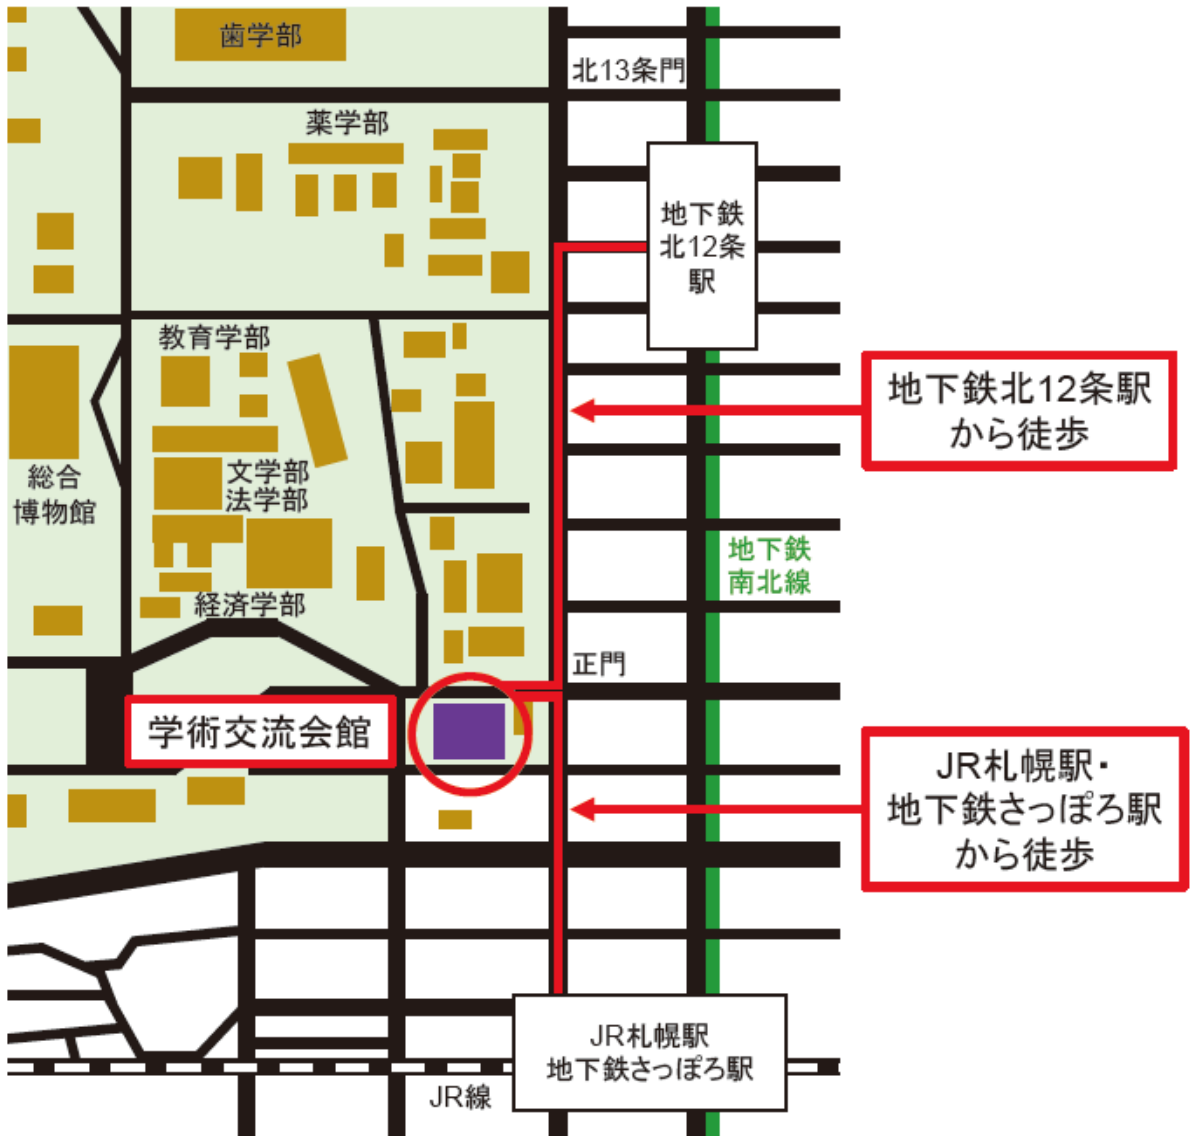 歯学部
北13条門
薬学部
地下鉄
北12条
駅
教育学部
地下鉄北12条駅
から徒歩
総合
博物館
文学部
法学部
地下鉄
南北線
経済学部
正門
学術交流会館
JR札幌駅・
地下鉄さっぽろ駅
から徒歩
JR札幌駅
地下鉄さっぽろ駅
JR線